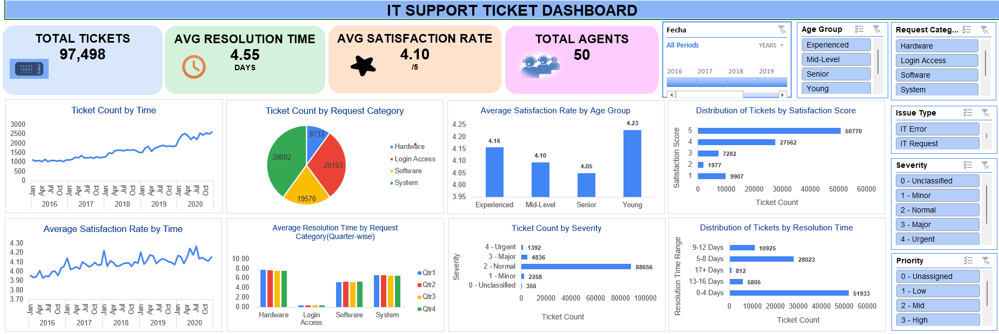 IT SUPPORT TICKET DASHBOARD
TOTAL TICKETS
97,498
TICKET
AVG RESOLUTION TIME
4.55
DAYS
AVG SATISFACTION RATE
4.10
/5
TOTAL AGENTS
50
Fecha
All Periods YEARS
2016 2017 2018 2019
Age Group
Experienced
Mid-Level
Senior
Young
Request Categ...
Hardware
Login Access
Software
System
Ticket Count by Time
3000
2500
2000
1500
1000
500
0
Jan Apr Jul Oct Jan Apr Jul Oct Jan Apr Jul Oct Jan Apr Jul Oct Jan Apr Jul Oct
2016 2017 2018 2019 2020
Ticket Count by Request Category
9733
29193
19570
39002
Hardware
Login Access
Software
System
Average Satisfaction Rate by Age Group
4.25
4.20
4.15
4.10
4.05
4.00
3.95
4.16
4.10
4.05
4.23
Experienced Mid-Level Senior Young
Distribution of Tickets by Satisfaction Score
Satisfaction Score
5 50770
4 27562
3 7282
2 1977
1 9907
0 10000 20000 30000 40000 50000 60000
Ticket Count
Issue Type
IT Error
IT Request
Severity
0 - Unclassified
1 - Minor
2 - Normal
3 - Major
4 - Urgent
Average Satisfaction Rate by Time
4.30
4.20
4.10
4.00
3.90
3.80
3.70
Jan Apr Jul Oct Jan Apr Jul Oct Jan Apr Jul Oct Jan Apr Jul Oct Jan Apr Jul Oct
2016 2017 2018 2019 2020
Average Resolution Time by Request
Category(Quarter-wise)
10.00
8.00
6.00
4.00
2.00
0.00
Hardware Login Access Software System
Qtr1
Qtr2
Qtr3
Qtr4
Ticket Count by Severity
Severity
4 - Urgent 1392
3 - Major 4836
2 - Normal 88656
1 - Minor 2258
0 - Unclassified 356
0 20000 40000 60000 80000 100000
Ticket Count
Distribution of Tickets by Resolution Time
Resolution Time Range
9-12 Days 10925
5-8 Days 28023
17+ Days 812
13-16 Days 5805
0-4 Days 51933
0 10000 20000 30000 40000 50000 60000
Ticket Count
Priority
0 - Unassigned
1 - Low
2 - Mid
3 - High